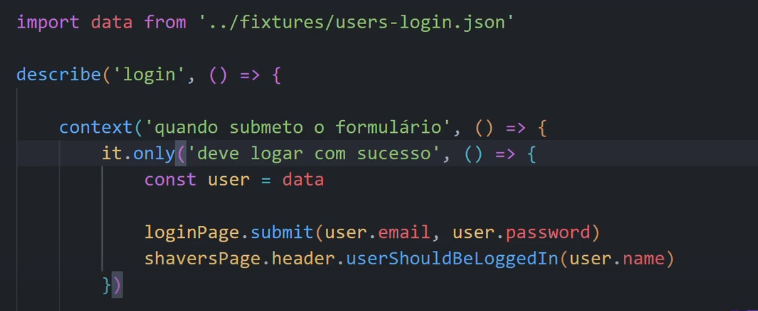 import data from '../fixtures/users-login.json'
describe('login', () => {
context('quando submeto o formulário', () => {
it.only('deve logar com sucesso', () => {
const user = data
loginPage.submit(user.email, user.password)
shaversPage.header.userShouldBeLoggedIn(user.name)
})